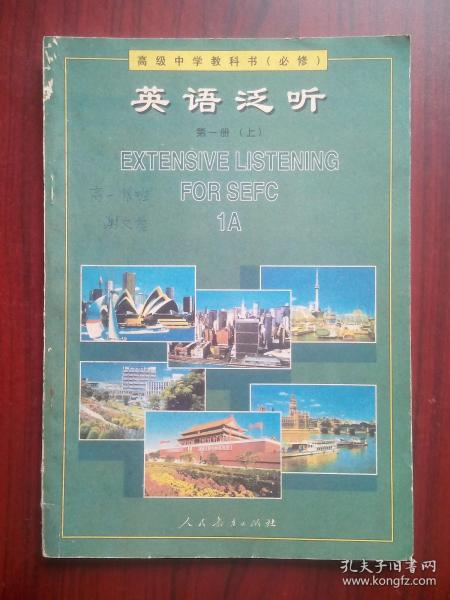 高级中学教科书（必修）
英语泛听
第一册（上）
EXTENSIVE LISTENING
FOR SEFC
1A
人民教育出版社
孔夫子旧书网
www.kongfz.com